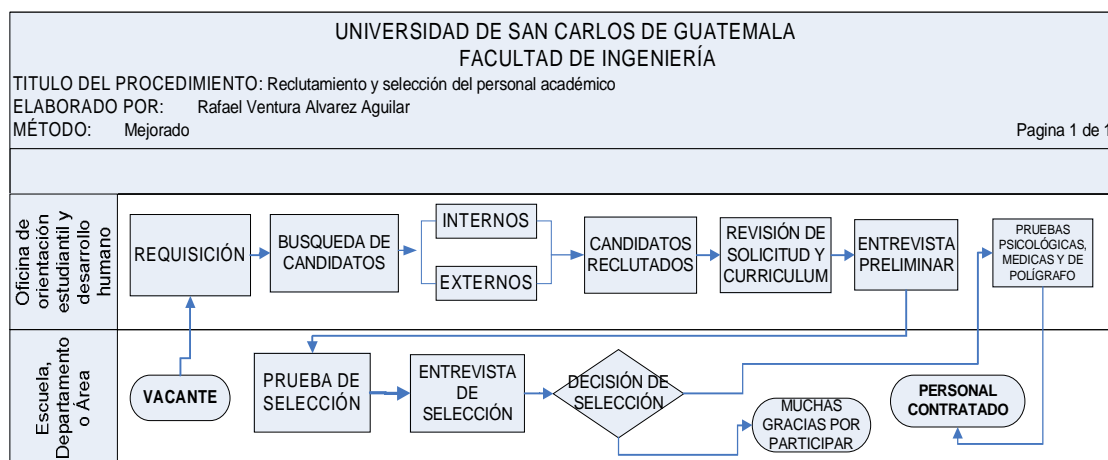 UNIVERSIDAD DE SAN CARLOS DE GUATEMALA
FACULTAD DE INGENIERÍA
TITULO DEL PROCEDIMIENTO: Reclutamiento y selección del personal académico
ELABORADO POR: Rafael Ventura Alvarez Aguilar
MÉTODO: Mejorado
Pagina 1 de 1
Oficina de
orientación
estudiantil y
desarrollo
humano
REQUISICIÓN
BUSQUEDA DE
CANDIDATOS
INTERNOS
EXTERNOS
CANDIDATOS
RECLUTADOS
REVISIÓN DE
SOLICITUD Y
CURRICULUM
ENTREVISTA
PRELIMINAR
PRUEBAS
PSICOLÓGICAS,
MEDICAS Y DE
POLÍGRAFO
Escuela,
Departamento
o Área
VACANTE
PRUEBA DE
SELECCIÓN
ENTREVISTA
DE
SELECCIÓN
DECISIÓN DE
SELECCIÓN
MUCHAS
GRACIAS POR
PARTICIPAR
PERSONAL
CONTRATADO